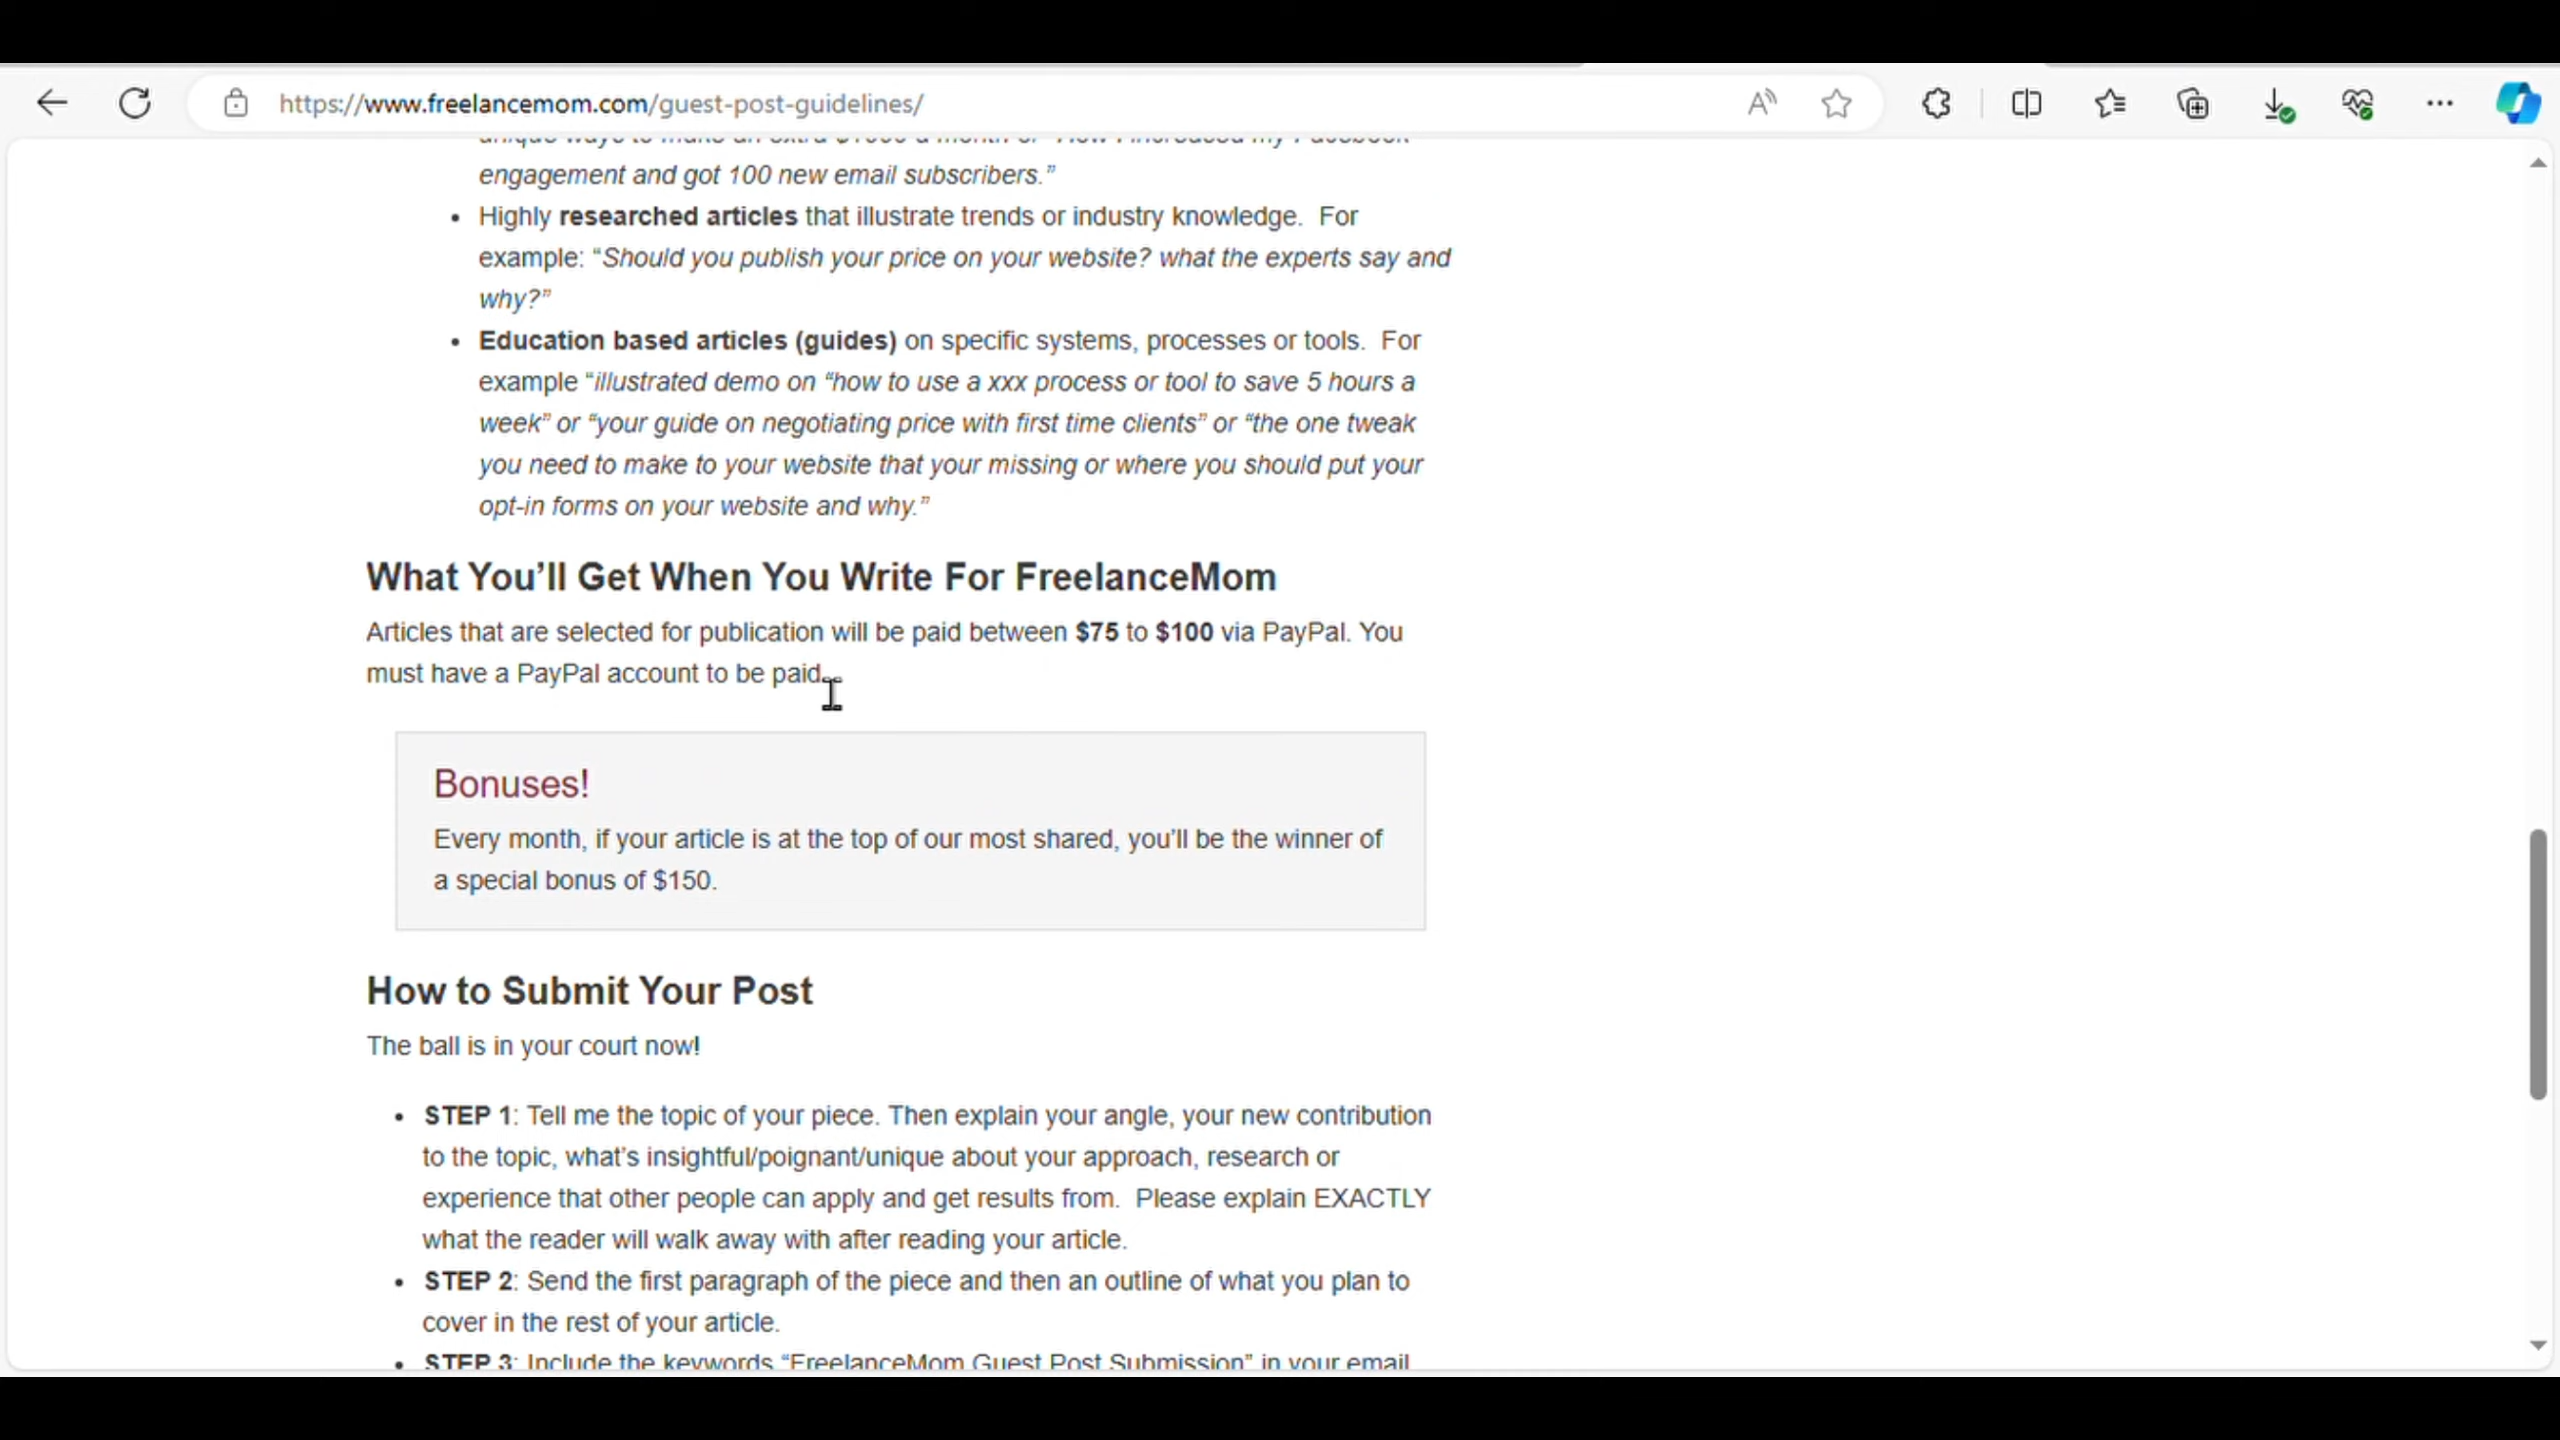 https://www.freelancemom.com/guest-post-guidelines/
unique ways to make an extra $1000 a month or "How I increased my Facebook
engagement and got 100 new email subscribers.”
• Highly researched articles that illustrate trends or industry knowledge.  For
example: “Should you publish your price on your website? what the experts say and
why?”
• Education based articles (guides) on specific systems, processes or tools.  For
example “illustrated demo on “how to use a xxx process or tool to save 5 hours a
week” or “your guide on negotiating price with first time clients” or “the one tweak
you need to make to your website that your missing or where you should put your
opt-in forms on your website and why.”
What You’ll Get When You Write For FreelanceMom
Articles that are selected for publication will be paid between $75 to $100 via PayPal. You
must have a PayPal account to be paid.
Bonuses!
Every month, if your article is at the top of our most shared, you’ll be the winner of
a special bonus of $150.
How to Submit Your Post
The ball is in your court now!
• STEP 1: Tell me the topic of your piece. Then explain your angle, your new contribution
to the topic, what’s insightful/poignant/unique about your approach, research or
experience that other people can apply and get results from.  Please explain EXACTLY
what the reader will walk away with after reading your article.
• STEP 2: Send the first paragraph of the piece and then an outline of what you plan to
cover in the rest of your article.
• STEP 3: Include the keywords “FreelanceMom Guest Post Submission” in your email